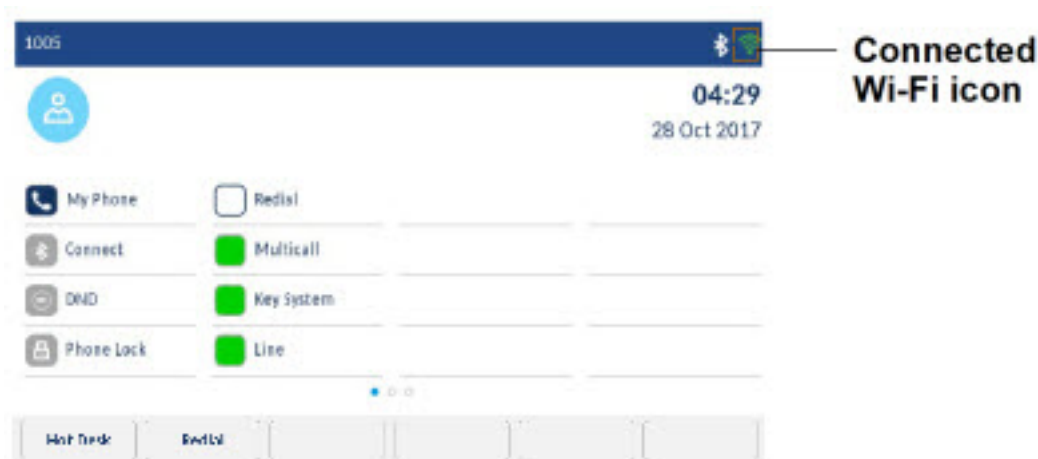 1005
Connected
Wi-Fi icon
04:29
28 Oct 2017
My Phone Redial
Connect Multicall
DND Key System
Phone Lock Line
Hot Desk Redial